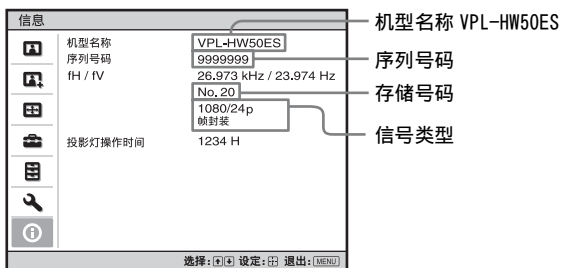 信息
机型名称 VPL-HW50ES
序列号码 9999999
fH / fV 26.973 kHz / 23.974 Hz
No. 20
1080/24p
帧封装
投影灯操作时间 1234 H
选择: 设定: 退出: MENU
机型名称 VPL-HW50ES
序列号码
存储号码
信号类型